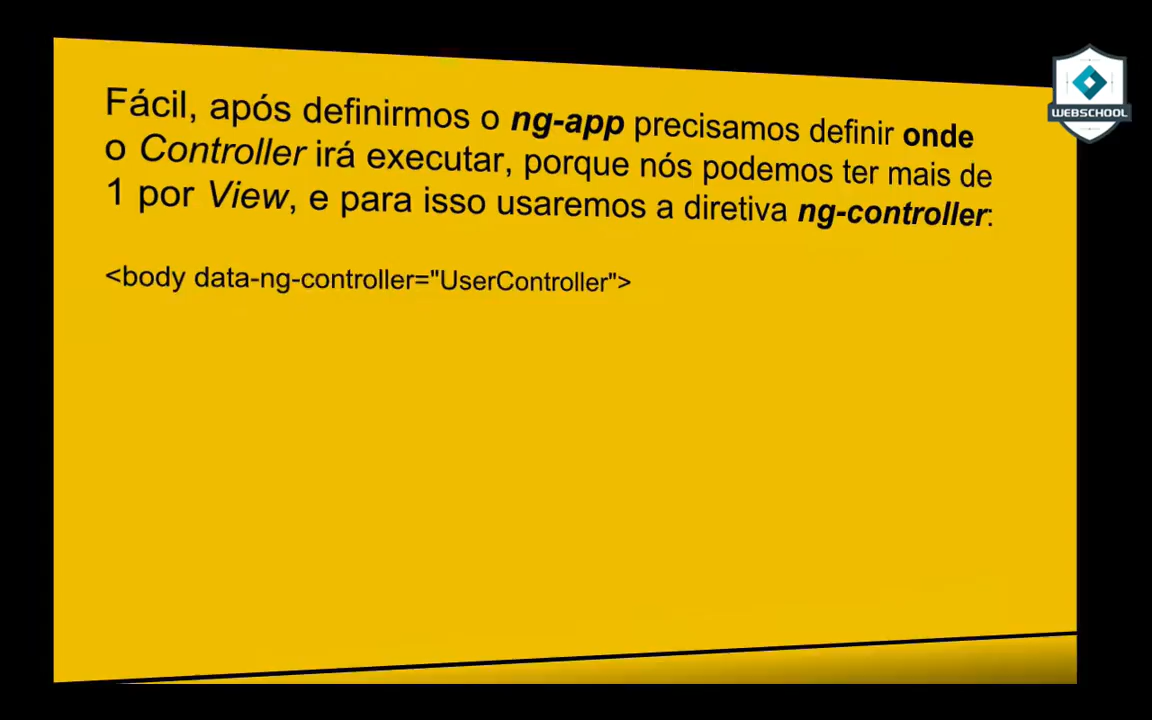 Fácil, após definirmos o ng-app precisamos definir onde
o Controller irá executar, porque nós podemos ter mais de
1 por View, e para isso usaremos a diretiva ng-controller:
<body data-ng-controller="UserController">
WEBSCHOOL